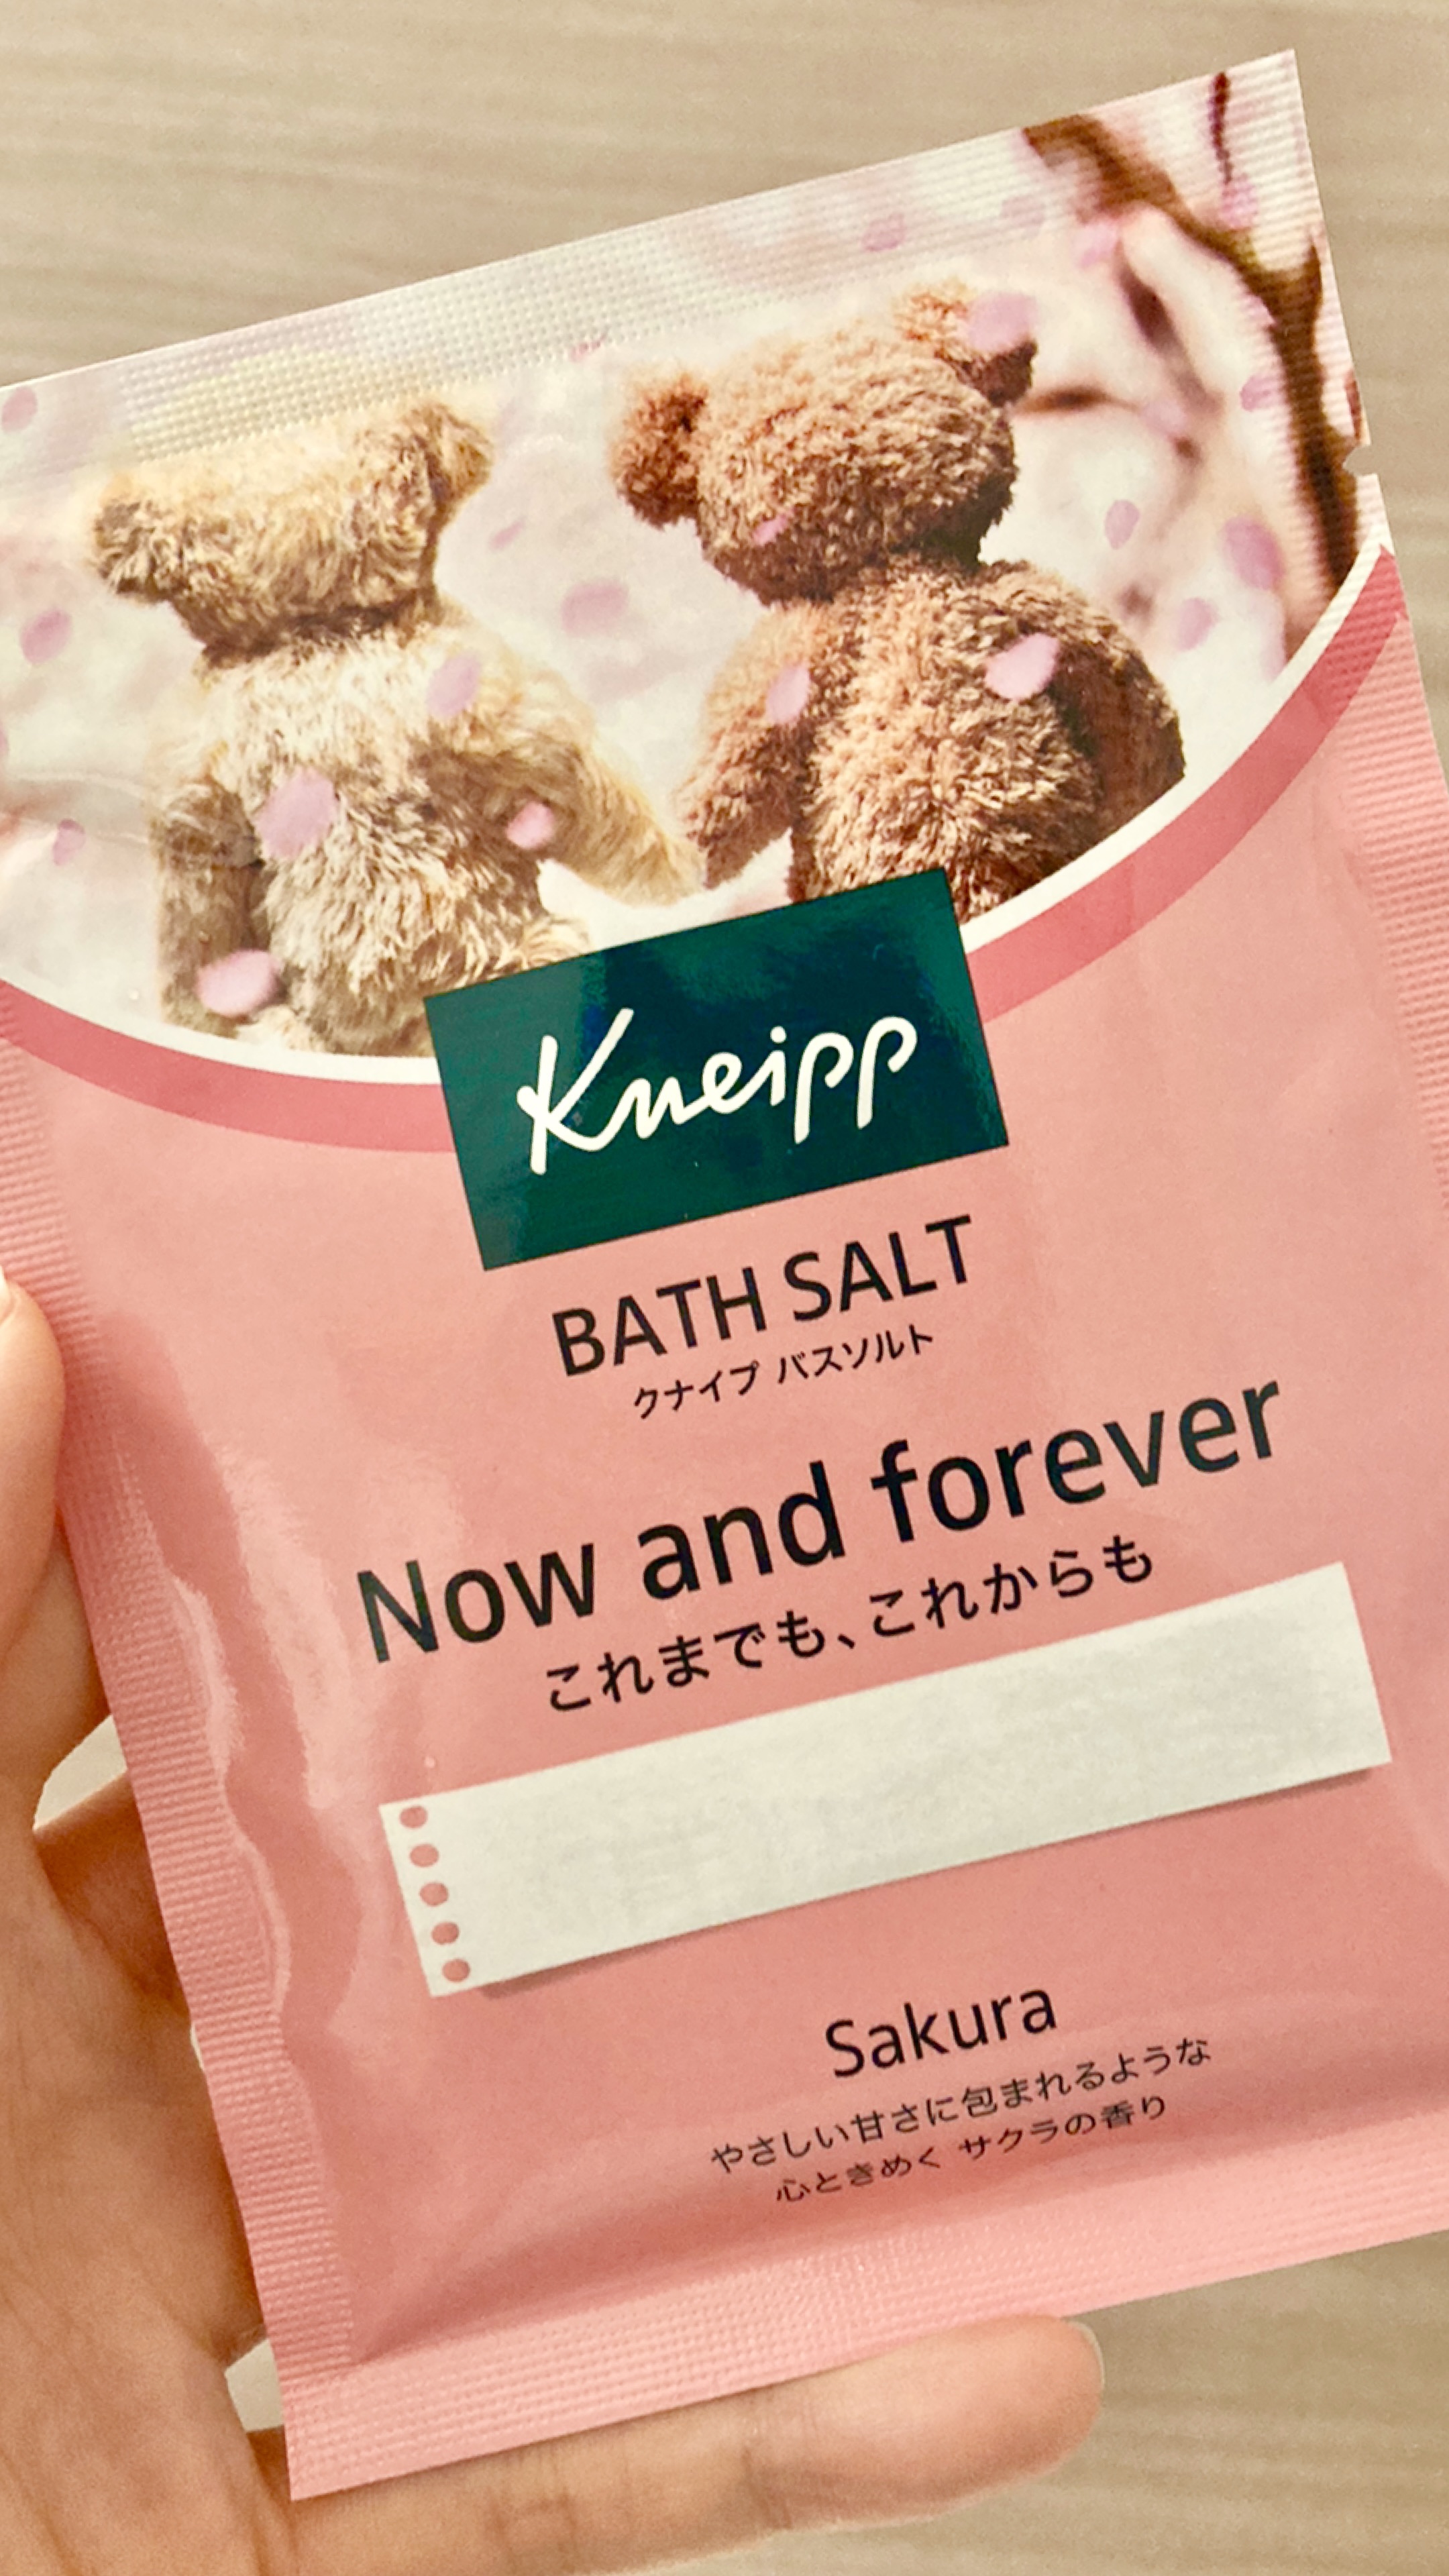 Kneipp
BATH SALT
クナイプ バスソルト
Now and forever
これまでも、これからも
Sakura
やさしい甘さに包まれるような
心ときめく サクラの香り